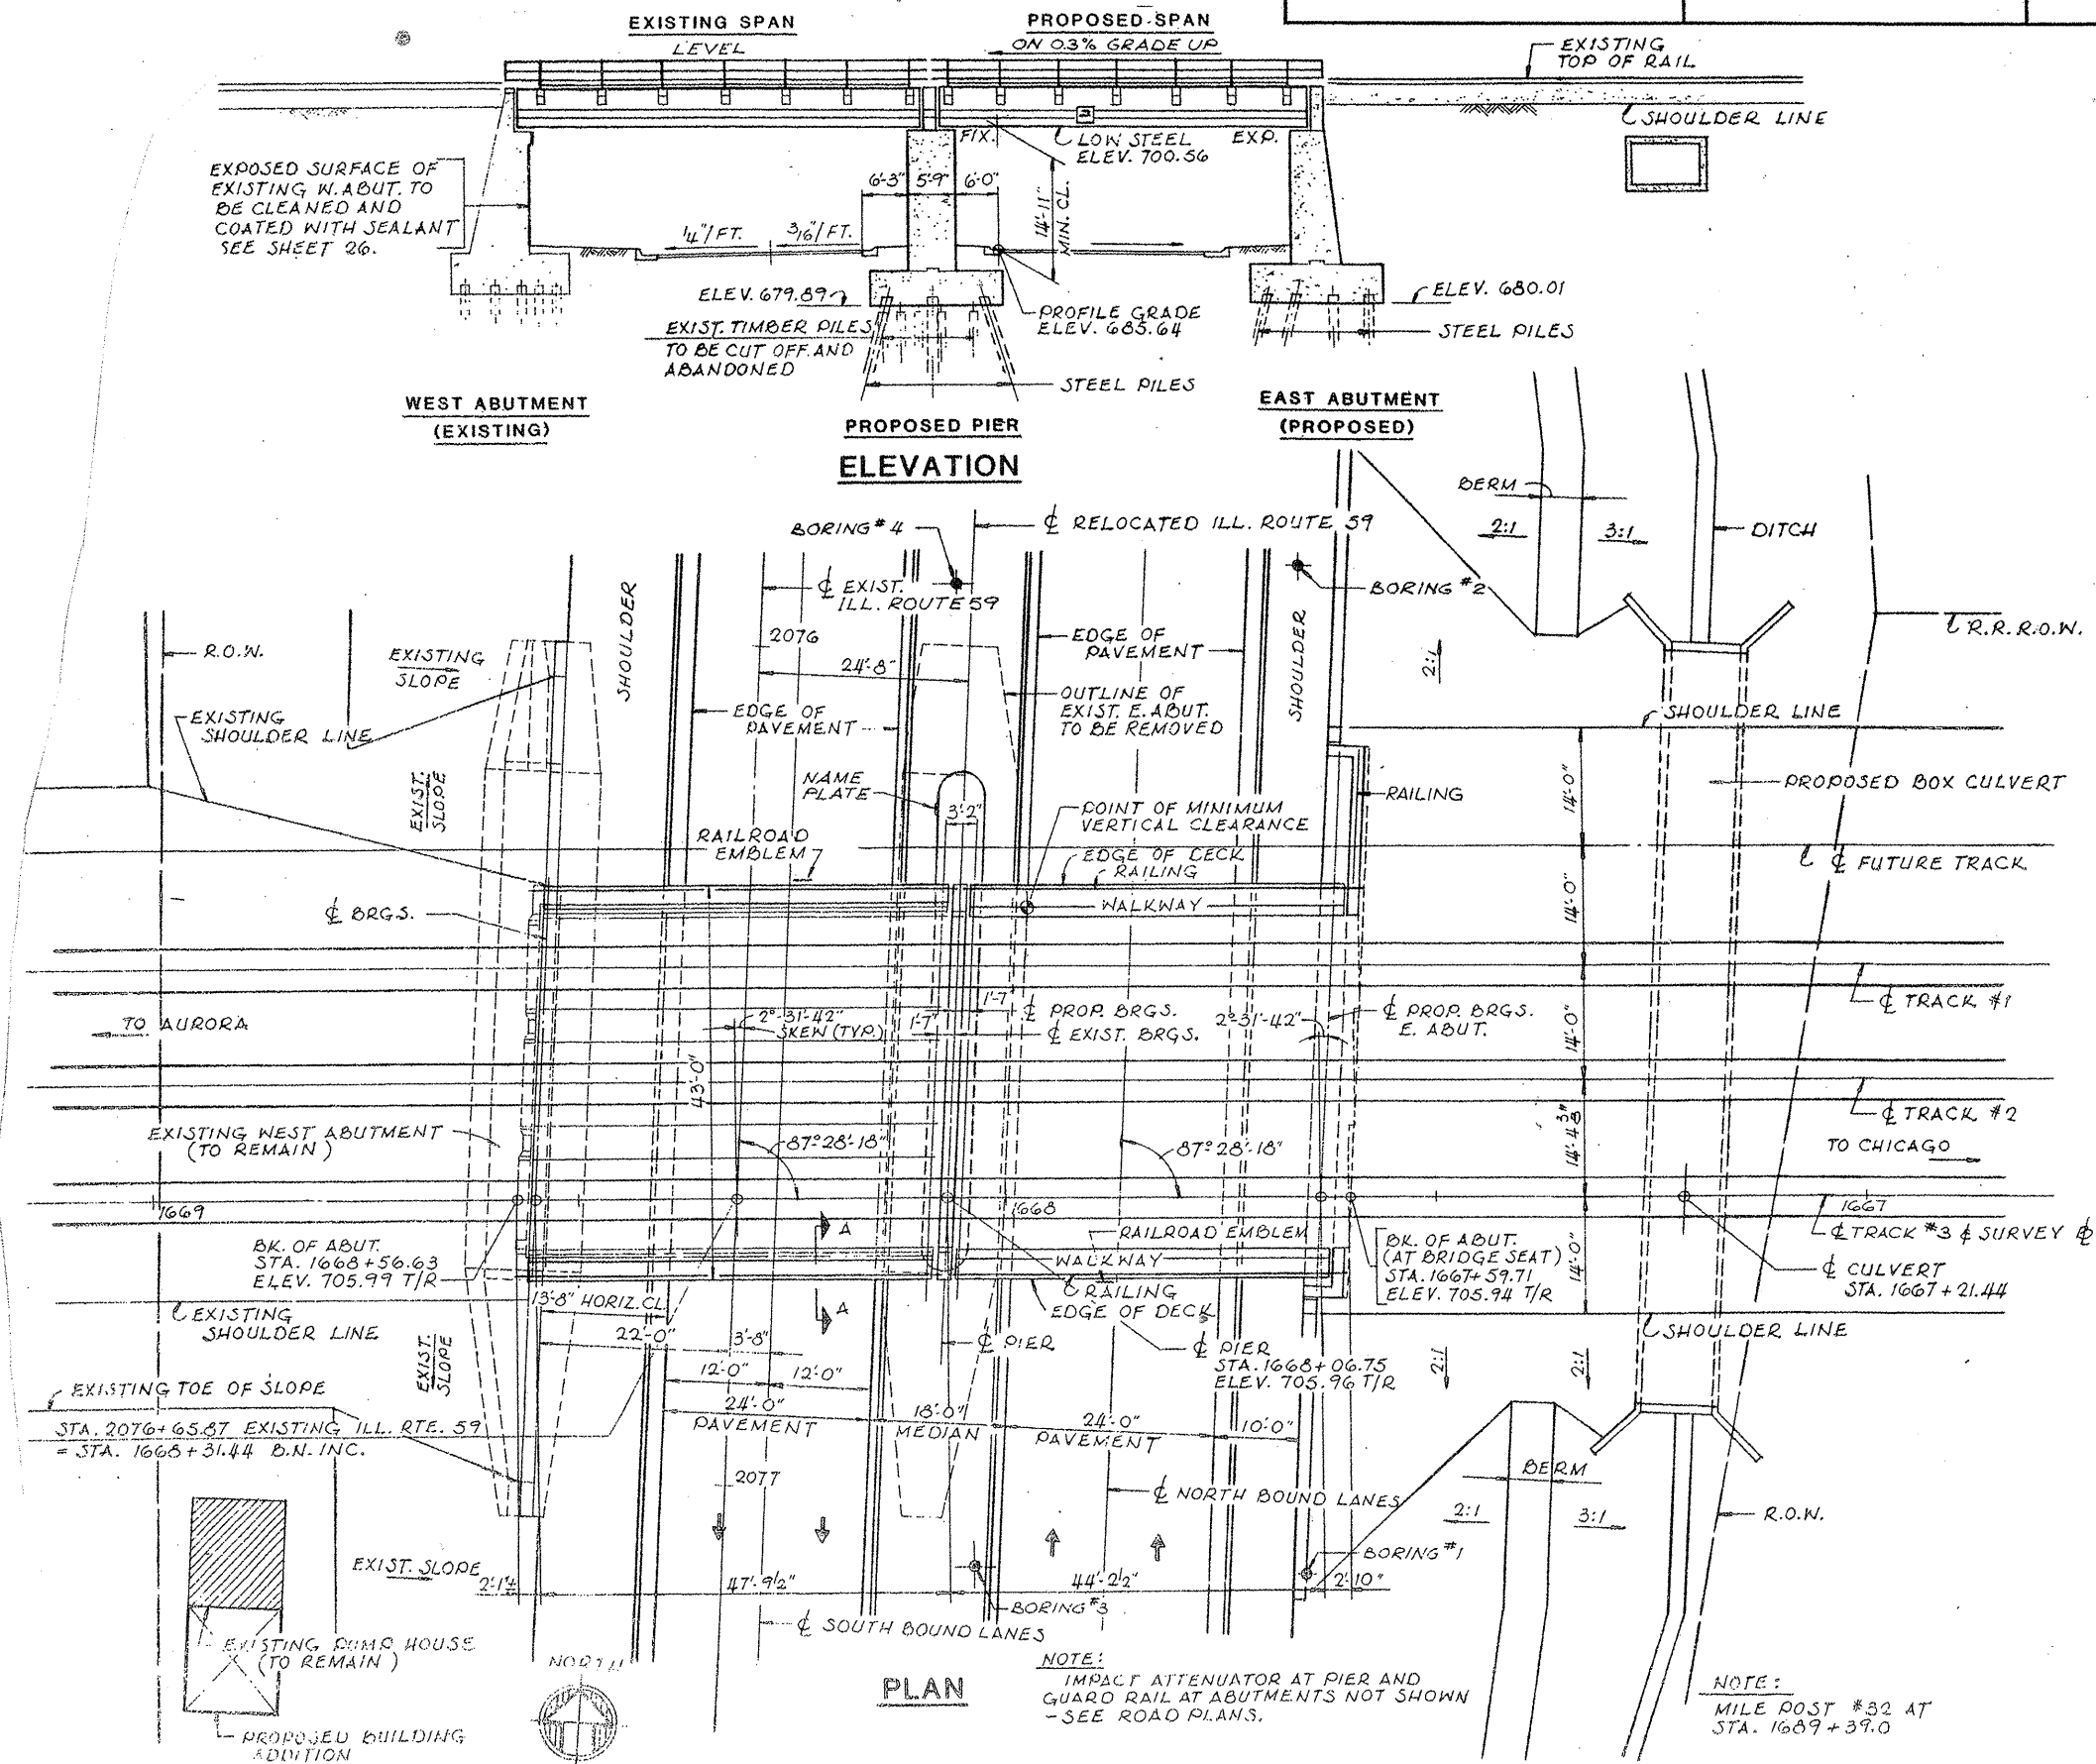 EXISTING SPAN
LEVEL
PROPOSED SPAN
ON 0.3% GRADE UP
EXISTING
TOP OF RAIL
SHOULDER LINE
FIX.
LOW STEEL
ELEV. 700.56
EXP.
EXPOSED SURFACE OF
EXISTING W. ABUT. TO
BE CLEANED AND
COATED WITH SEALANT
SEE SHEET 26.
6'-3" 5'-9" 6'-0"
14'-11"
MIN. CL.
1/4"/FT. 3/16"/FT.
ELEV. 679.89
EXIST. TIMBER PILES
TO BE CUT OFF AND
ABANDONED
PROFILE GRADE
ELEV. 685.64
ELEV. 680.01
STEEL PILES
STEEL PILES
WEST ABUTMENT
(EXISTING)
PROPOSED PIER
EAST ABUTMENT
(PROPOSED)
ELEVATION
BERM
2:1 3:1
DITCH
BORING #4
℄ RELOCATED ILL. ROUTE 59
℄ EXIST.
ILL. ROUTE 59
BORING #2
R.O.W.
EXISTING
SLOPE
SHOULDER
2076
24'-8"
EDGE OF
PAVEMENT
SHOULDER
2:1
R.R. R.O.W.
EXISTING
SHOULDER LINE
EDGE OF
PAVEMENT
OUTLINE OF
EXIST. E. ABUT.
TO BE REMOVED
SHOULDER LINE
EXIST.
SLOPE
NAME
PLATE
3'-2"
POINT OF MINIMUM
VERTICAL CLEARANCE
RAILING
14'-0"
PROPOSED BOX CULVERT
RAILROAD
EMBLEM
EDGE OF DECK
RAILING
℄ FUTURE TRACK
℄ BRGS.
WALKWAY
14'-0"
TO AURORA
2°-31'-42"
SKEW (TYP.)
1'-7"
1'-7"
℄ PROP. BRGS.
℄ EXIST. BRGS.
2°-31'-42"
℄ PROP. BRGS.
E. ABUT.
℄ TRACK #1
14'-0"
43'-0"
℄ TRACK #2
EXISTING WEST ABUTMENT
(TO REMAIN)
87°28'-18"
87°28'-18"
14'-4 3/8"
TO CHICAGO
1669
1668
1667
℄ TRACK #3 & SURVEY ℄
BK. OF ABUT.
STA. 1668+56.63
ELEV. 705.99 T/R
A
RAILROAD EMBLEM
WALKWAY
BK. OF ABUT.
(AT BRIDGE SEAT)
STA. 1667+59.71
ELEV. 705.94 T/R
14'-0"
℄ CULVERT
STA. 1667+21.44
EXISTING
SHOULDER LINE
13'-8" HORIZ. CL.
A
RAILING
EDGE OF DECK
SHOULDER LINE
EXIST.
SLOPE
22'-0" 3'-8"
℄ PIER
℄ PIER
STA. 1668+06.75
ELEV. 705.96 T/R
2:1
2:1
EXISTING TOE OF SLOPE
12'-0" 12'-0"
STA. 2076+65.87 EXISTING ILL. RTE. 59
= STA. 1668+31.44 B.N. INC.
24'-0"
PAVEMENT
18'-0"
MEDIAN
24'-0"
PAVEMENT
10'-0"
2077
BERM
℄ NORTH BOUND LANES
2:1 3:1
R.O.W.
EXIST. SLOPE
BORING #1
2'-1"±
47'-9 1/2"
44'-2 1/2"
2'-10"
BORING #3
℄ SOUTH BOUND LANES
EXISTING PUMP HOUSE
(TO REMAIN)
PROPOSED BUILDING
ADDITION
NORTH
PLAN
NOTE:
IMPACT ATTENUATOR AT PIER AND
GUARD RAIL AT ABUTMENTS NOT SHOWN
-SEE ROAD PLANS.
NOTE:
MILE POST #32 AT
STA. 1689+39.0